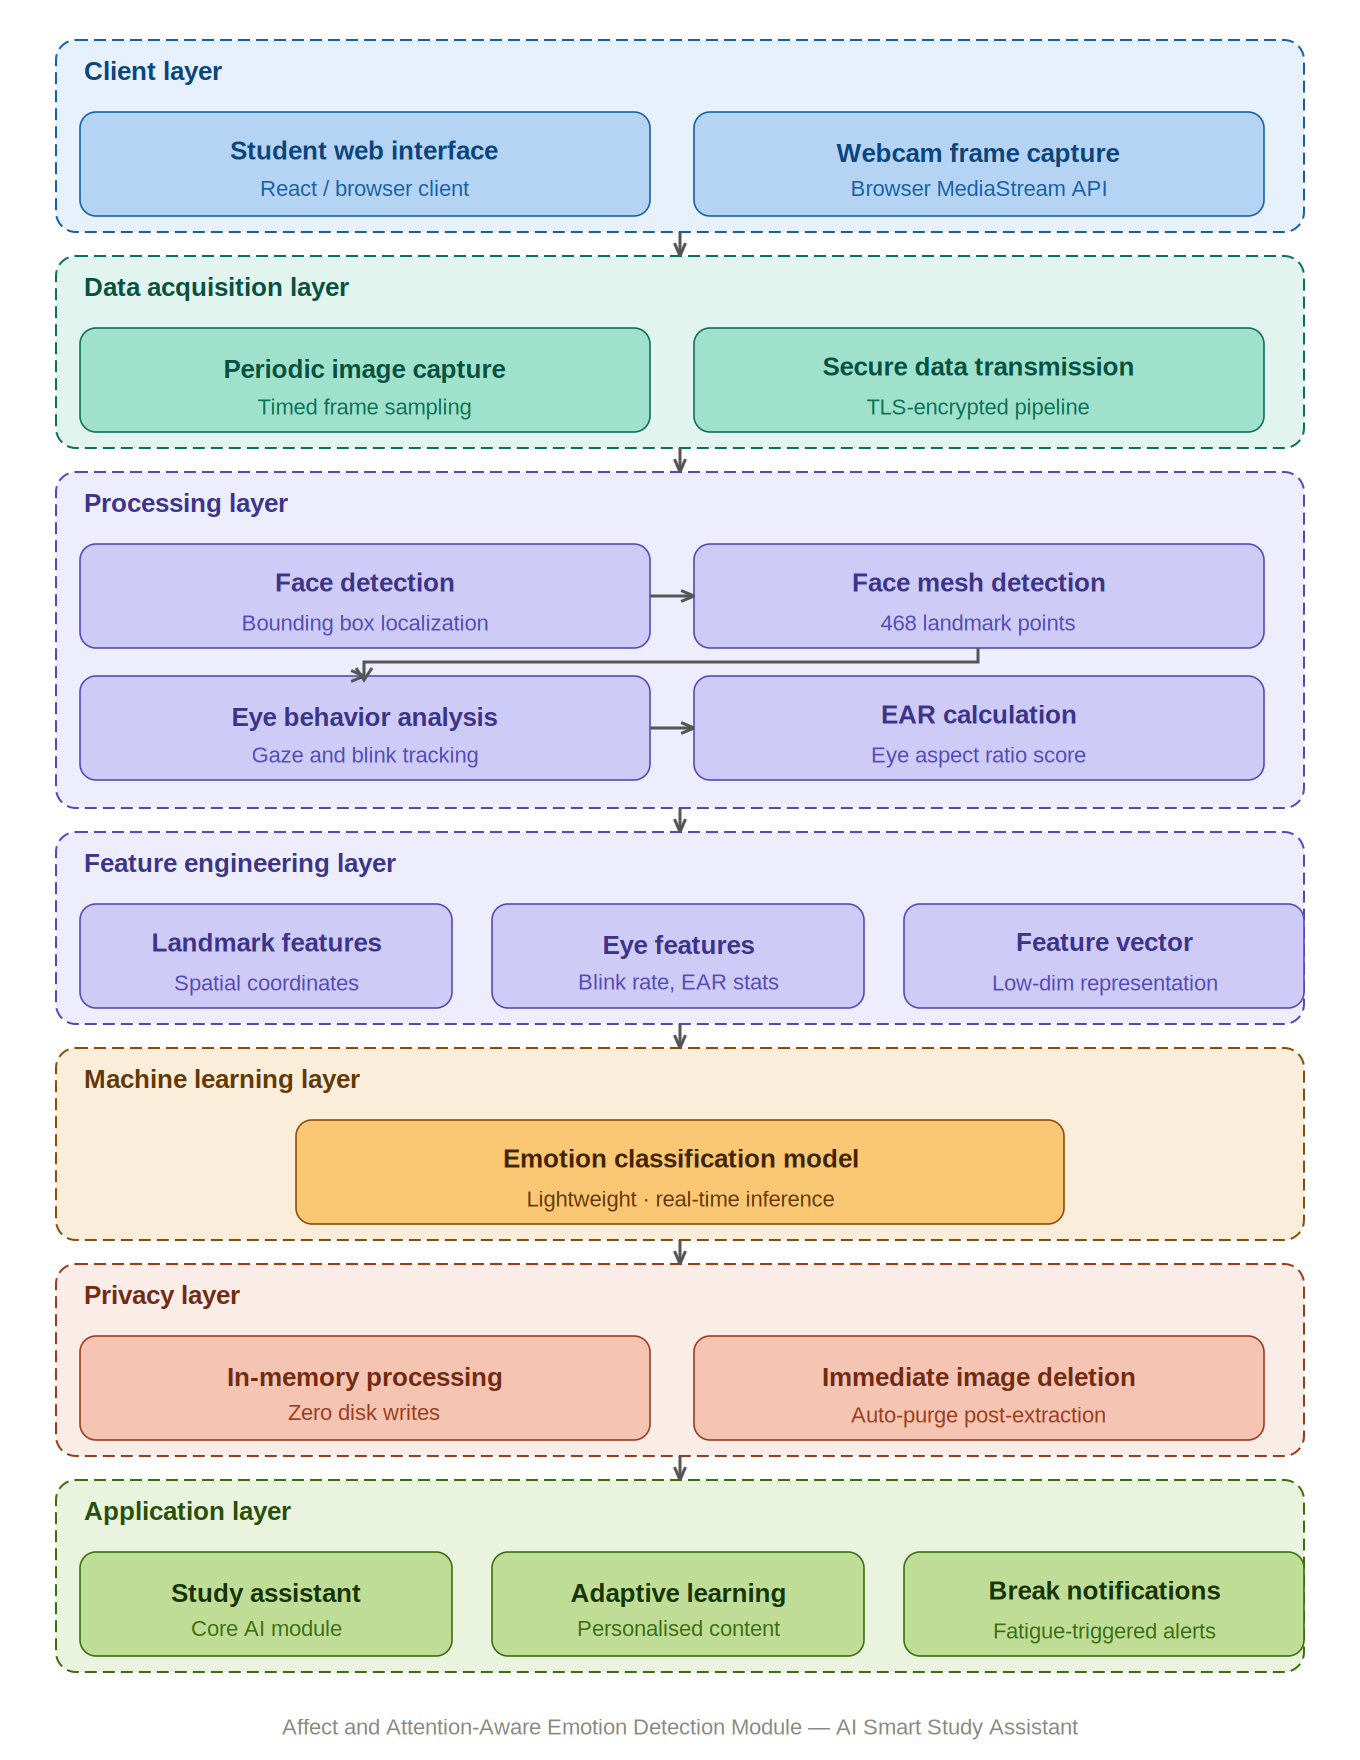 Client layer
Student web interface
React / browser client
Webcam frame capture
Browser MediaStream API
Data acquisition layer
Periodic image capture
Timed frame sampling
Secure data transmission
TLS-encrypted pipeline
Processing layer
Face detection
Bounding box localization
Face mesh detection
468 landmark points
Eye behavior analysis
Gaze and blink tracking
EAR calculation
Eye aspect ratio score
Feature engineering layer
Landmark features
Spatial coordinates
Eye features
Blink rate, EAR stats
Feature vector
Low-dim representation
Machine learning layer
Emotion classification model
Lightweight · real-time inference
Privacy layer
In-memory processing
Zero disk writes
Immediate image deletion
Auto-purge post-extraction
Application layer
Study assistant
Core AI module
Adaptive learning
Personalised content
Break notifications
Fatigue-triggered alerts
Affect and Attention-Aware Emotion Detection Module — AI Smart Study Assistant